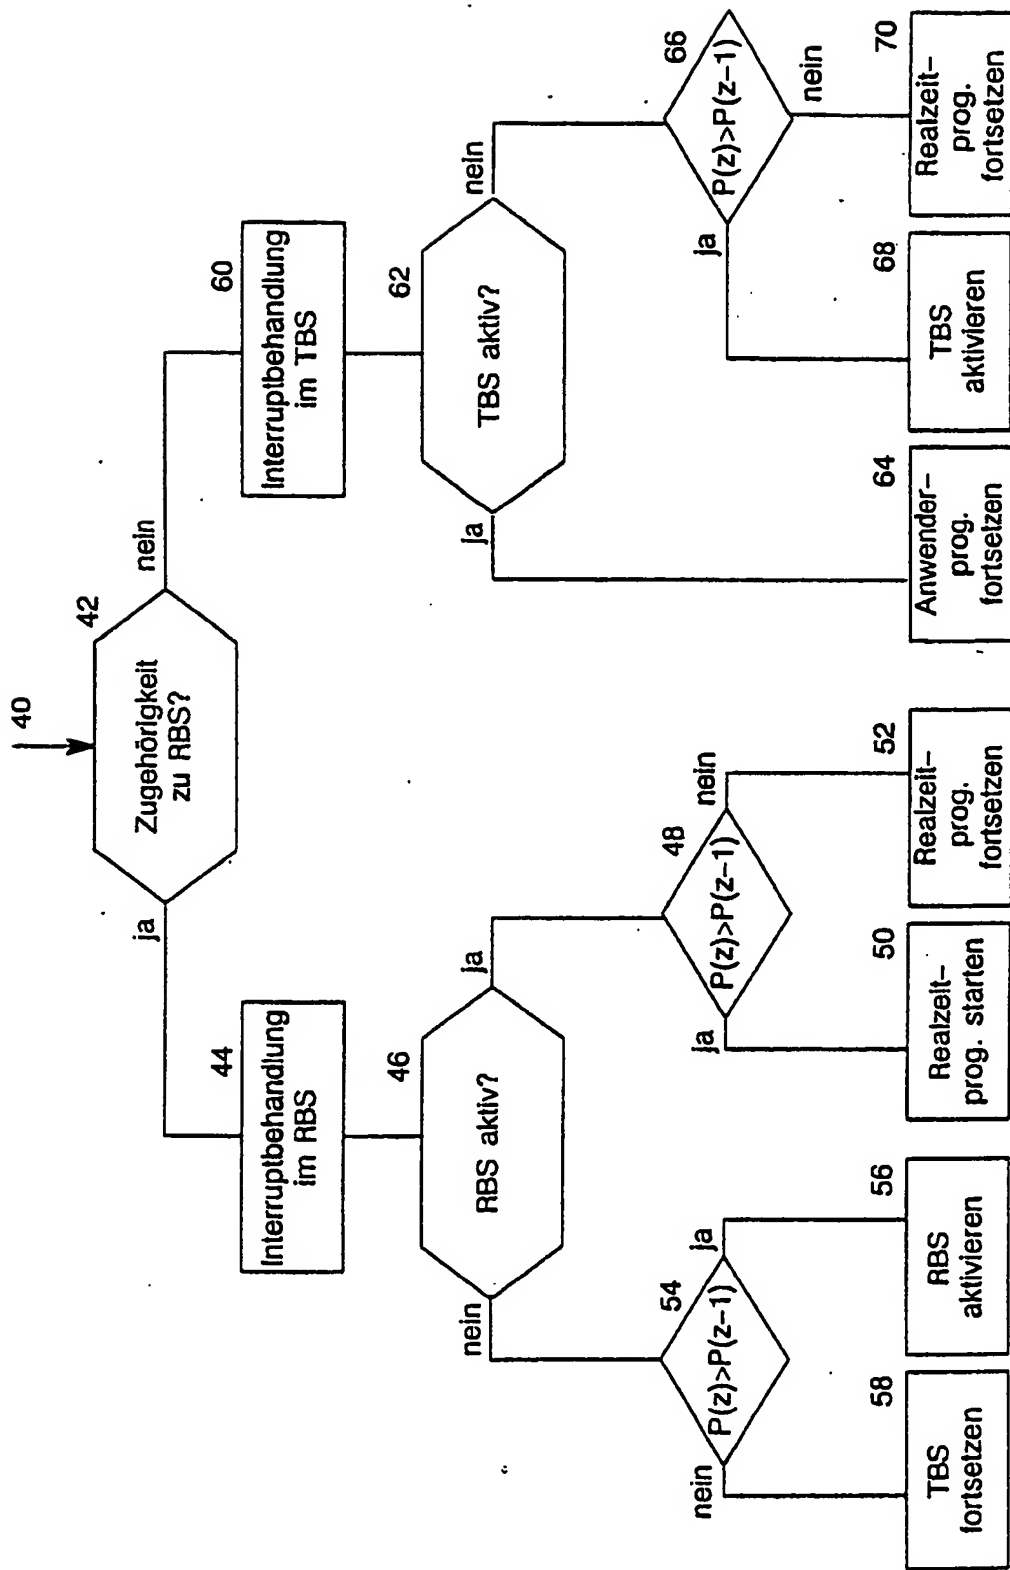 40
42
Zugehörigkeit
zu RBS?
ja
nein
44
Interruptbehandlung
im RBS
60
Interruptbehandlung
im TBS
46
RBS aktiv?
nein
ja
62
TBS aktiv?
ja
nein
54
P(z)>P(z−1)
nein
ja
48
P(z)>P(z−1)
ja
nein
66
P(z)>P(z−1)
ja
nein
58
TBS
fortsetzen
56
RBS
aktivieren
50
Realzeit−
prog. starten
52
Realzeit−
prog.
fortsetzen
64
Anwender−
prog.
fortsetzen
68
TBS
aktivieren
70
Realzeit−
prog.
fortsetzen